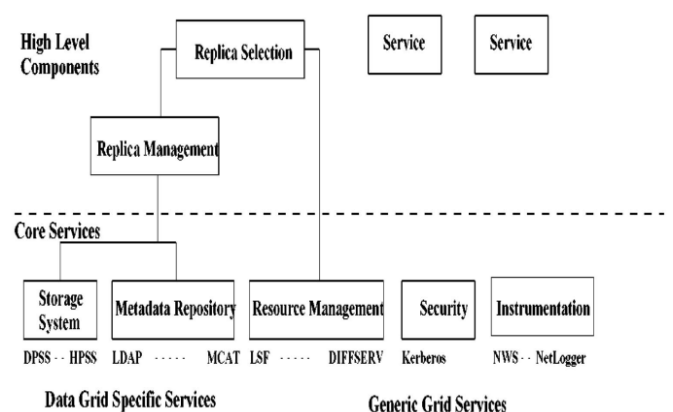 High Level
Components
Replica Selection
Service
Service
Replica Management
Core Services
Storage
System
Metadata Repository
Resource Management
Security
Instrumentation
DPSS - - HPSS
LDAP - - - - - MCAT
LSF - - - - - DIFFSERV
Kerberos
NWS - - NetLogger
Data Grid Specific Services
Generic Grid Services